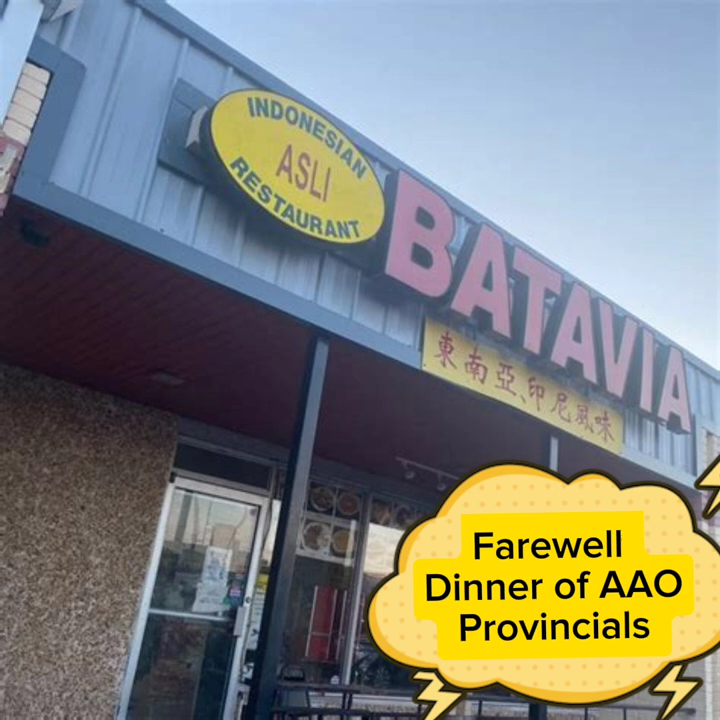 INDONESIAN
ASLI
RESTAURANT
BATAVIA
東南亞、印尼風味
Farewell
Dinner of AAO
Provincials